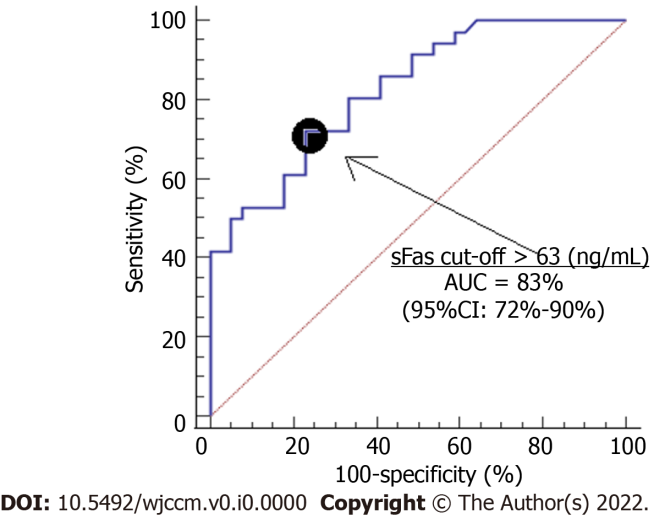 100
80
60
40
20
0
Sensitivity (%)
sFas cut-off > 63 (ng/mL)
AUC = 83%
(95%CI: 72%-90%)
0 20 40 60 80 100
100-specificity (%)
DOI: 10.5492/wjccm.v0.i0.0000 Copyright © The Author(s) 2022.